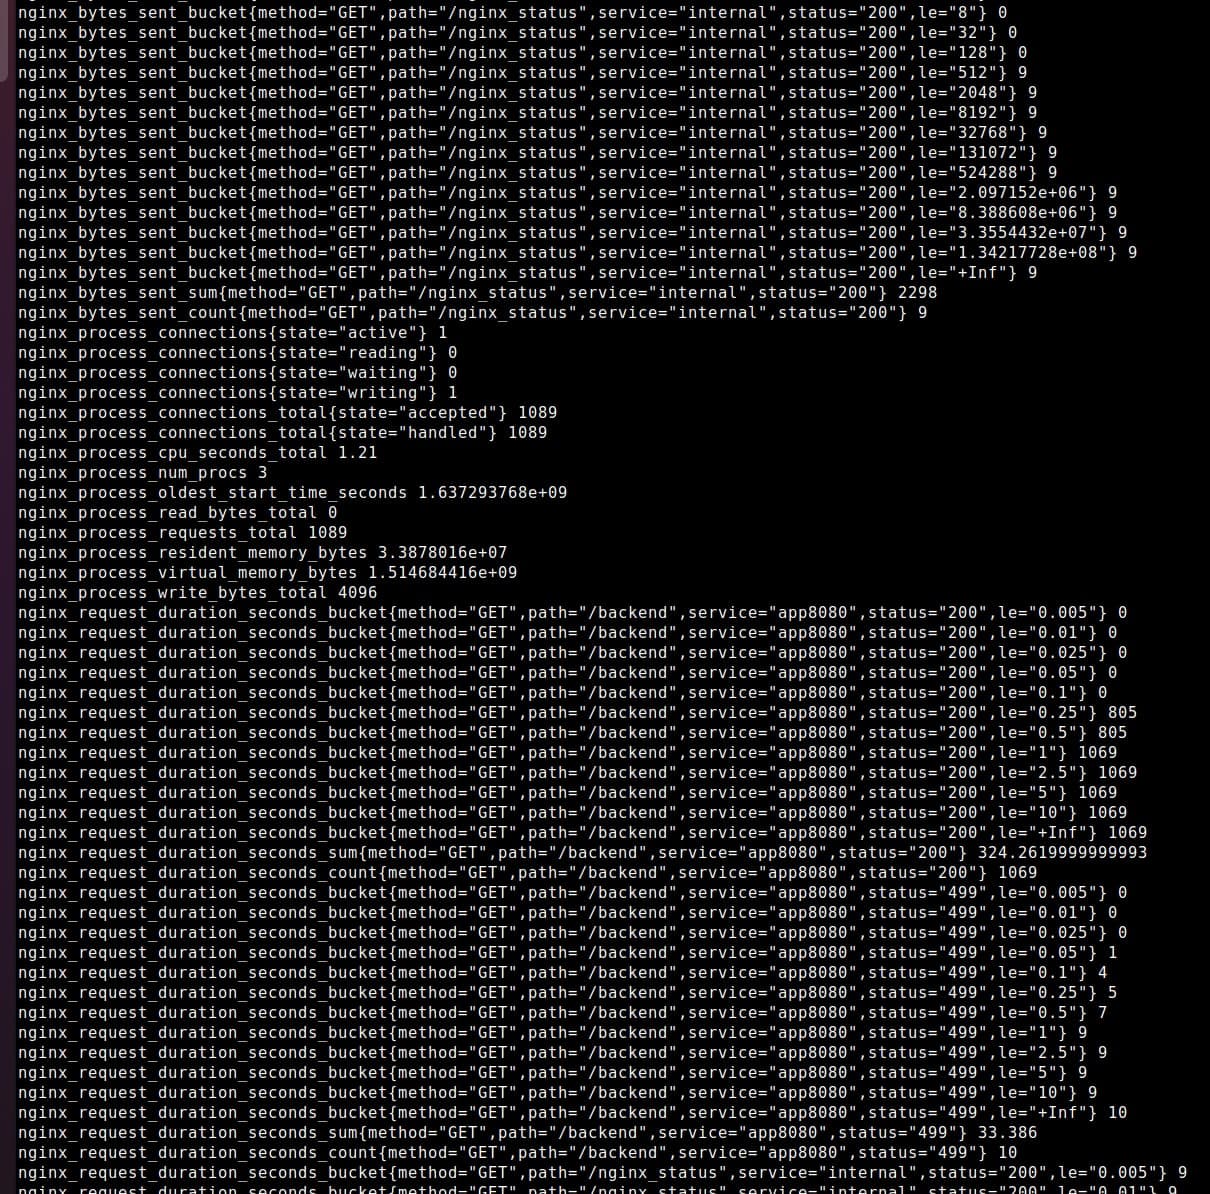 nginx_bytes_sent_bucket{method="GET",path="/nginx_status",service="internal",status="200",le="8"} 0
nginx_bytes_sent_bucket{method="GET",path="/nginx_status",service="internal",status="200",le="32"} 0
nginx_bytes_sent_bucket{method="GET",path="/nginx_status",service="internal",status="200",le="128"} 0
nginx_bytes_sent_bucket{method="GET",path="/nginx_status",service="internal",status="200",le="512"} 9
nginx_bytes_sent_bucket{method="GET",path="/nginx_status",service="internal",status="200",le="2048"} 9
nginx_bytes_sent_bucket{method="GET",path="/nginx_status",service="internal",status="200",le="8192"} 9
nginx_bytes_sent_bucket{method="GET",path="/nginx_status",service="internal",status="200",le="32768"} 9
nginx_bytes_sent_bucket{method="GET",path="/nginx_status",service="internal",status="200",le="131072"} 9
nginx_bytes_sent_bucket{method="GET",path="/nginx_status",service="internal",status="200",le="524288"} 9
nginx_bytes_sent_bucket{method="GET",path="/nginx_status",service="internal",status="200",le="2.097152e+06"} 9
nginx_bytes_sent_bucket{method="GET",path="/nginx_status",service="internal",status="200",le="8.388608e+06"} 9
nginx_bytes_sent_bucket{method="GET",path="/nginx_status",service="internal",status="200",le="3.3554432e+07"} 9
nginx_bytes_sent_bucket{method="GET",path="/nginx_status",service="internal",status="200",le="1.34217728e+08"} 9
nginx_bytes_sent_bucket{method="GET",path="/nginx_status",service="internal",status="200",le="+Inf"} 9
nginx_bytes_sent_sum{method="GET",path="/nginx_status",service="internal",status="200"} 2298
nginx_bytes_sent_count{method="GET",path="/nginx_status",service="internal",status="200"} 9
nginx_process_connections{state="active"} 1
nginx_process_connections{state="reading"} 0
nginx_process_connections{state="waiting"} 0
nginx_process_connections{state="writing"} 1
nginx_process_connections_total{state="accepted"} 1089
nginx_process_connections_total{state="handled"} 1089
nginx_process_cpu_seconds_total 1.21
nginx_process_num_procs 3
nginx_process_oldest_start_time_seconds 1.637293768e+09
nginx_process_read_bytes_total 0
nginx_process_requests_total 1089
nginx_process_resident_memory_bytes 3.3878016e+07
nginx_process_virtual_memory_bytes 1.514684416e+09
nginx_process_write_bytes_total 4096
nginx_request_duration_seconds_bucket{method="GET",path="/backend",service="app8080",status="200",le="0.005"} 0
nginx_request_duration_seconds_bucket{method="GET",path="/backend",service="app8080",status="200",le="0.01"} 0
nginx_request_duration_seconds_bucket{method="GET",path="/backend",service="app8080",status="200",le="0.025"} 0
nginx_request_duration_seconds_bucket{method="GET",path="/backend",service="app8080",status="200",le="0.05"} 0
nginx_request_duration_seconds_bucket{method="GET",path="/backend",service="app8080",status="200",le="0.1"} 0
nginx_request_duration_seconds_bucket{method="GET",path="/backend",service="app8080",status="200",le="0.25"} 805
nginx_request_duration_seconds_bucket{method="GET",path="/backend",service="app8080",status="200",le="0.5"} 805
nginx_request_duration_seconds_bucket{method="GET",path="/backend",service="app8080",status="200",le="1"} 1069
nginx_request_duration_seconds_bucket{method="GET",path="/backend",service="app8080",status="200",le="2.5"} 1069
nginx_request_duration_seconds_bucket{method="GET",path="/backend",service="app8080",status="200",le="5"} 1069
nginx_request_duration_seconds_bucket{method="GET",path="/backend",service="app8080",status="200",le="10"} 1069
nginx_request_duration_seconds_bucket{method="GET",path="/backend",service="app8080",status="200",le="+Inf"} 1069
nginx_request_duration_seconds_sum{method="GET",path="/backend",service="app8080",status="200"} 324.2619999999993
nginx_request_duration_seconds_count{method="GET",path="/backend",service="app8080",status="200"} 1069
nginx_request_duration_seconds_bucket{method="GET",path="/backend",service="app8080",status="499",le="0.005"} 0
nginx_request_duration_seconds_bucket{method="GET",path="/backend",service="app8080",status="499",le="0.01"} 0
nginx_request_duration_seconds_bucket{method="GET",path="/backend",service="app8080",status="499",le="0.025"} 0
nginx_request_duration_seconds_bucket{method="GET",path="/backend",service="app8080",status="499",le="0.05"} 1
nginx_request_duration_seconds_bucket{method="GET",path="/backend",service="app8080",status="499",le="0.1"} 4
nginx_request_duration_seconds_bucket{method="GET",path="/backend",service="app8080",status="499",le="0.25"} 5
nginx_request_duration_seconds_bucket{method="GET",path="/backend",service="app8080",status="499",le="0.5"} 7
nginx_request_duration_seconds_bucket{method="GET",path="/backend",service="app8080",status="499",le="1"} 9
nginx_request_duration_seconds_bucket{method="GET",path="/backend",service="app8080",status="499",le="2.5"} 9
nginx_request_duration_seconds_bucket{method="GET",path="/backend",service="app8080",status="499",le="5"} 9
nginx_request_duration_seconds_bucket{method="GET",path="/backend",service="app8080",status="499",le="10"} 9
nginx_request_duration_seconds_bucket{method="GET",path="/backend",service="app8080",status="499",le="+Inf"} 10
nginx_request_duration_seconds_sum{method="GET",path="/backend",service="app8080",status="499"} 33.386
nginx_request_duration_seconds_count{method="GET",path="/backend",service="app8080",status="499"} 10
nginx_request_duration_seconds_bucket{method="GET",path="/nginx_status",service="internal",status="200",le="0.005"} 9
nginx_request_duration_seconds_bucket{method="GET",path="/nginx_status",service="internal",status="200",le="0.01"} 9